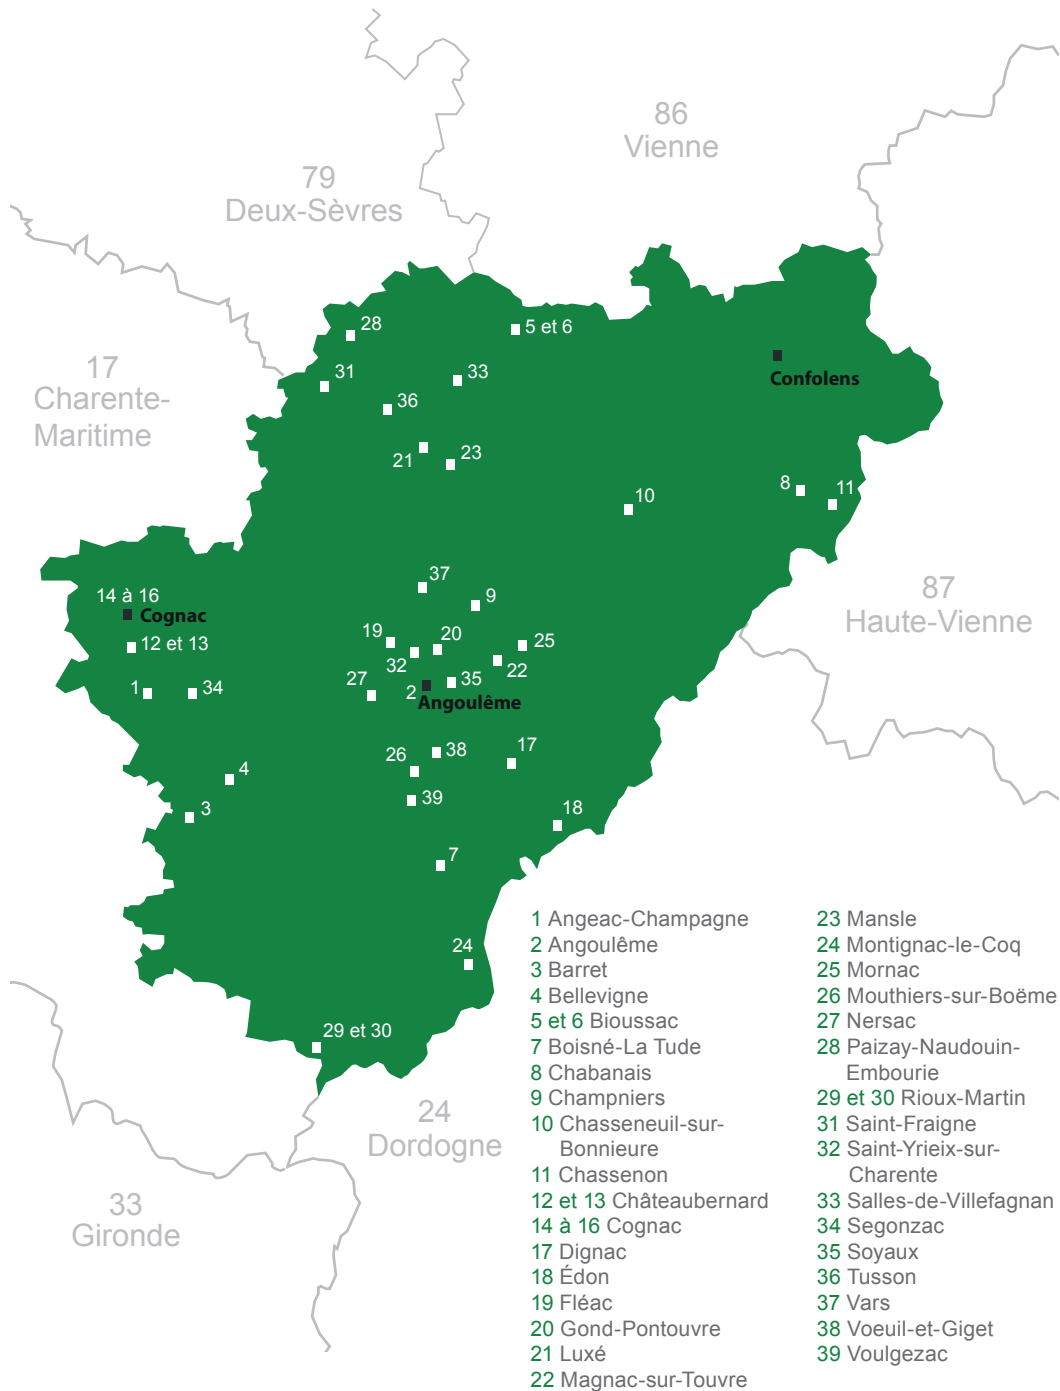 86
Vienne
79
Deux-Sèvres
28
5 et 6
17
Charente-
Maritime
31
33
Confolens
36
21
23
8
11
10
37
9
14 à 16
Cognac
87
Haute-Vienne
12 et 13
19
20
25
32
22
1
34
27
2
35
Angoulême
38
17
26
4
39
3
18
7
24
29 et 30
24
Dordogne
33
Gironde
1 Angeac-Champagne
2 Angoulême
3 Barret
4 Bellevigne
5 et 6 Bioussac
7 Boisné-La Tude
8 Chabanais
9 Champniers
10 Chasseneuil-sur-
Bonnieure
11 Chassenon
12 et 13 Châteaubernard
14 à 16 Cognac
17 Dignac
18 Édon
19 Fléac
20 Gond-Pontouvre
21 Luxé
22 Magnac-sur-Touvre
23 Mansle
24 Montignac-le-Coq
25 Mornac
26 Mouthiers-sur-Boëme
27 Nersac
28 Paizay-Naudouin-
Embourie
29 et 30 Rioux-Martin
31 Saint-Fraigne
32 Saint-Yrieix-sur-
Charente
33 Salles-de-Villefagnan
34 Segonzac
35 Soyaux
36 Tusson
37 Vars
38 Voeuil-et-Giget
39 Voulgezac